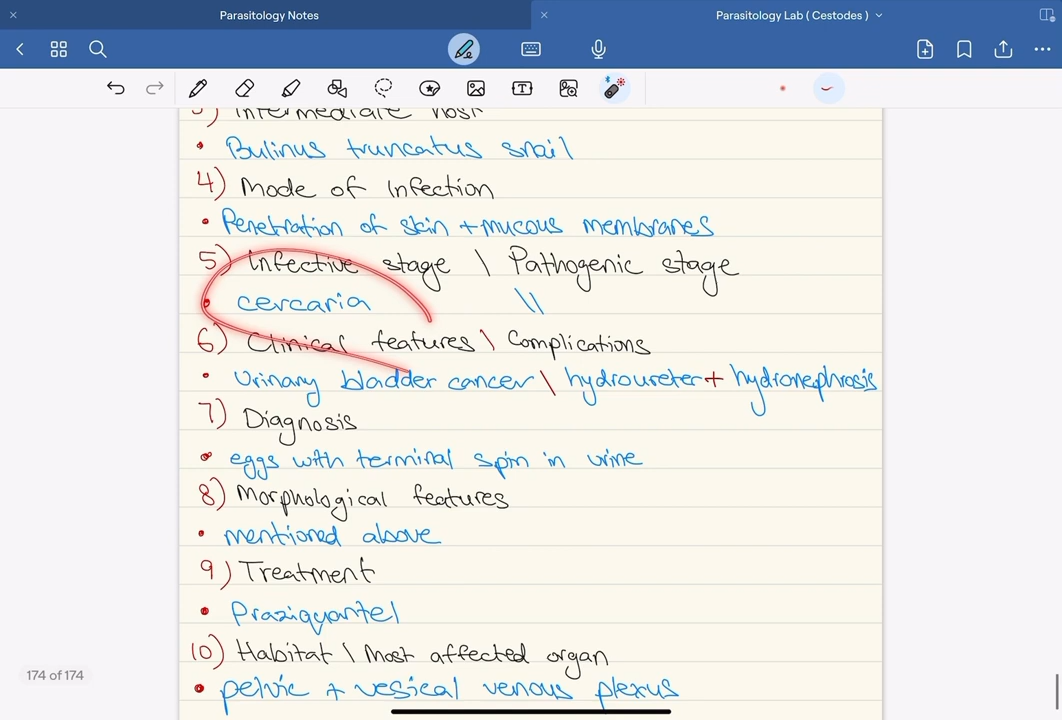 Parasitology Notes
Parasitology Lab ( Cestodes )
3) Intermediate host
• Bulinus truncatus snail
4) Mode of Infection
• Penetration of skin + mucous membranes
5) Infective stage \ Pathogenic stage
• cercaria \\
6) Clinical features \ Complications
• Urinary bladder cancer \ hydroureter + hydronephrosis
7) Diagnosis
• eggs with terminal spin in urine
8) Morphological features
• mentioned above
9) Treatment
• Praziquantel
10) Habitat \ Most affected organ
174 of 174
• pelvic + vesical venous plexus